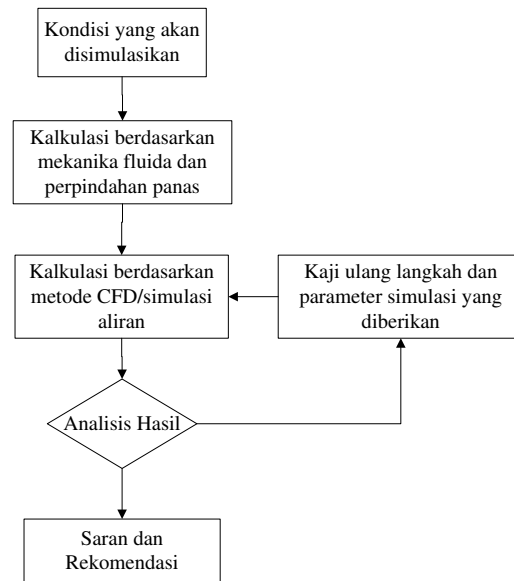 Kondisi yang akan
disimulasikan
Kalkulasi berdasarkan
mekanika fluida dan
perpindahan panas
Kalkulasi berdasarkan
metode CFD/simulasi
aliran
Kaji ulang langkah dan
parameter simulasi yang
diberikan
Analisis Hasil
Saran dan
Rekomendasi